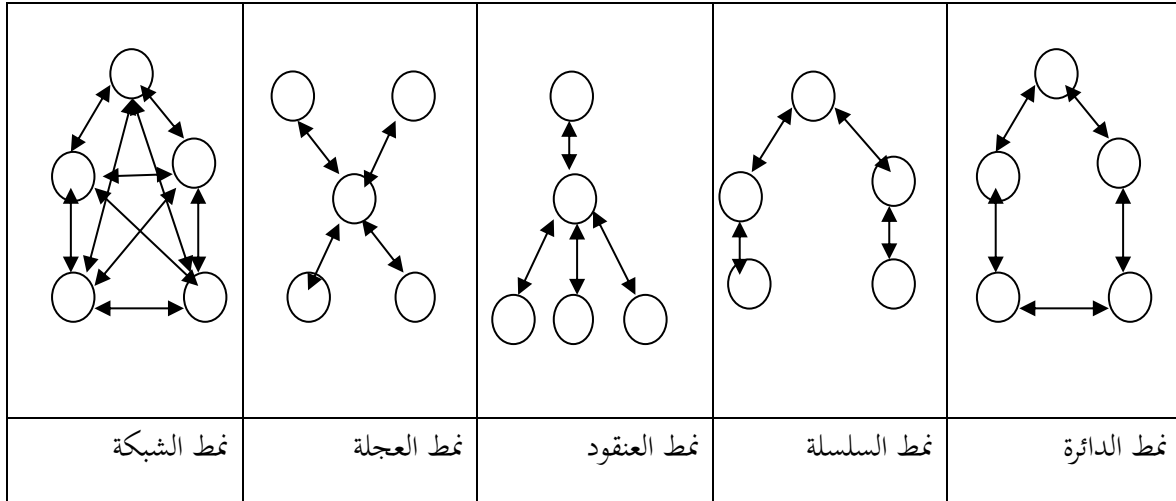 نمط الدائرة
نمط السلسلة
نمط العنقود
نمط العجلة
نمط الشبكة